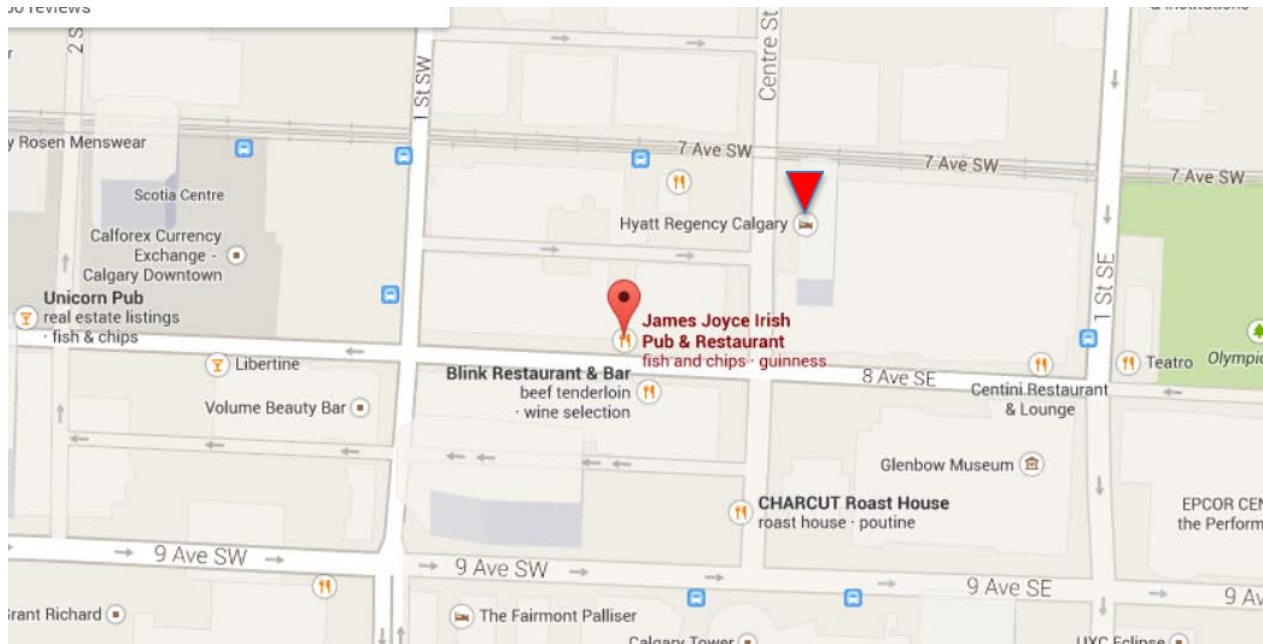 2 S
1 St SW
Centre St
y Rosen Menswear
7 Ave SW
7 Ave SW
7 Ave SW
Scotia Centre
Hyatt Regency Calgary
Calforex Currency
Exchange -
Calgary Downtown
1 St SE
Unicorn Pub
real estate listings
· fish & chips
James Joyce Irish
Pub & Restaurant
fish and chips · guinness
Libertine
Blink Restaurant & Bar
beef tenderloin
· wine selection
8 Ave SE
Centini Restaurant
& Lounge
Teatro
Olympic
Volume Beauty Bar
Glenbow Museum
CHARCUT Roast House
roast house · poutine
EPCOR CEN
the Perform
9 Ave SW
9 Ave SW
9 Ave SE
9 Av
Grant Richard
The Fairmont Palliser
Calgary Tower
UXC Eclipse